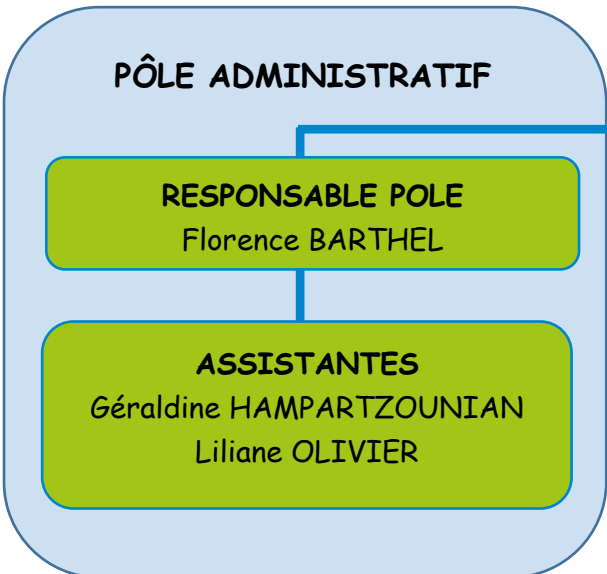 PÔLE ADMINISTRATIF
RESPONSABLE POLE
Florence BARTHEL
ASSISTANTES
Géraldine HAMPARTZOUNIAN
Liliane OLIVIER